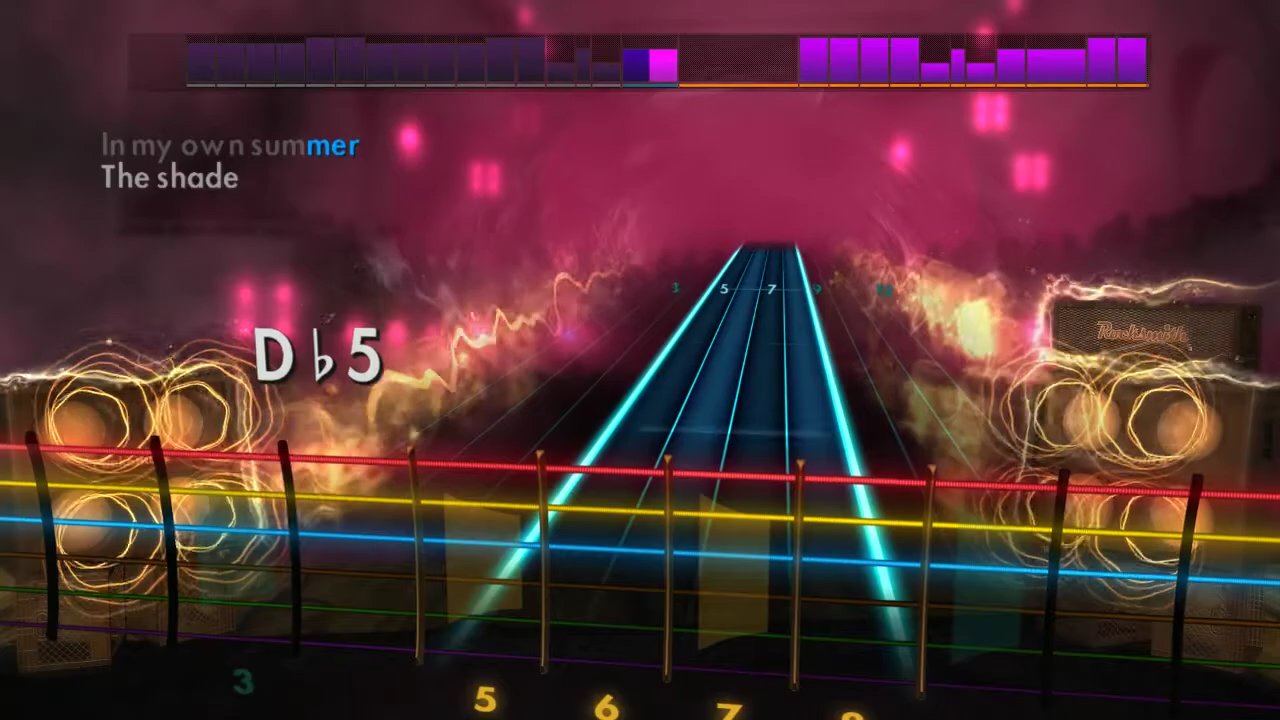 In my own summer
The shade
3 5 7 9
Rocksmith
D♭5
3 5 6 7